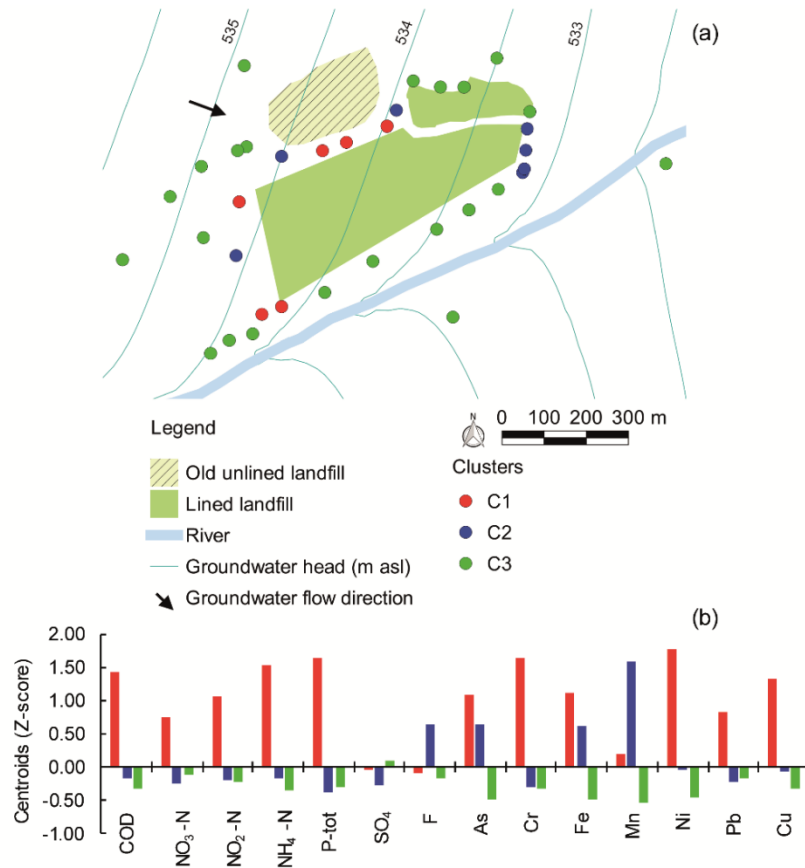 (a)
535
534
533
Legend
Old unlined landfill
Lined landfill
River
Groundwater head (m asl)
Groundwater flow direction
N
0 100 200 300 m
Clusters
C1
C2
C3
(b)
Centroids (Z-score)
2.00
1.50
1.00
0.50
0.00
-0.50
-1.00
COD
NO₃-N
NO₂-N
NH₄-N
P-tot
SO₄
F
As
Cr
Fe
Mn
Ni
Pb
Cu